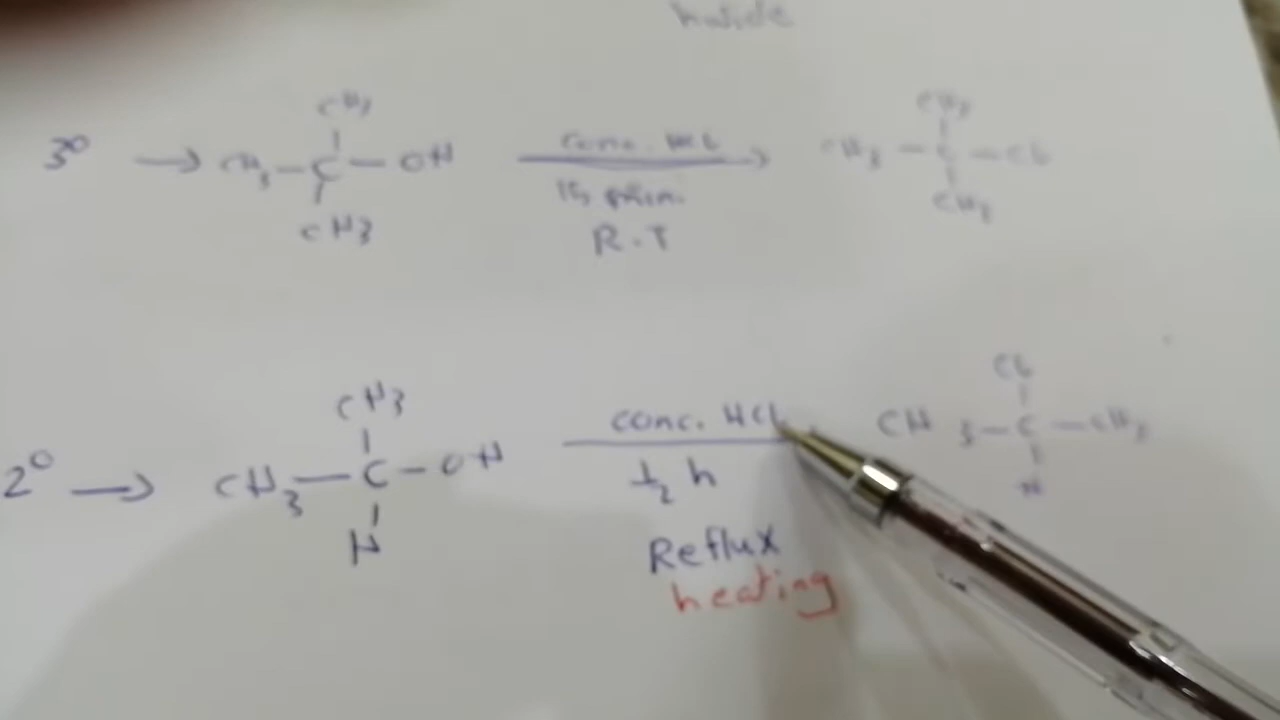 halide
CH3
3° → CH3 — C — OH conc. HCl CH3 — C — Cl
CH3
15 min.
R.T
CH3
CH3
2° → CH3 — C — OH conc. HCl CH3 — C — CH3
CH3
H
½ h
Reflux
heating
Cl
H